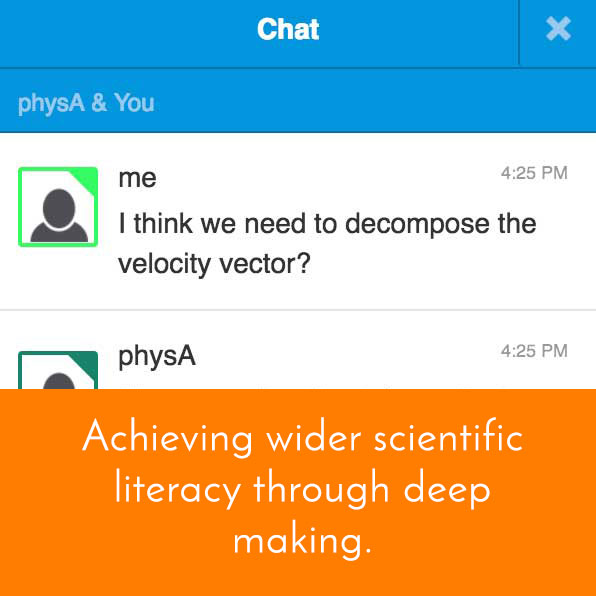 Chat
physA & You
me
4:25 PM
I think we need to decompose the
velocity vector?
physA
4:25 PM
Achieving wider scientific
literacy through deep
making.